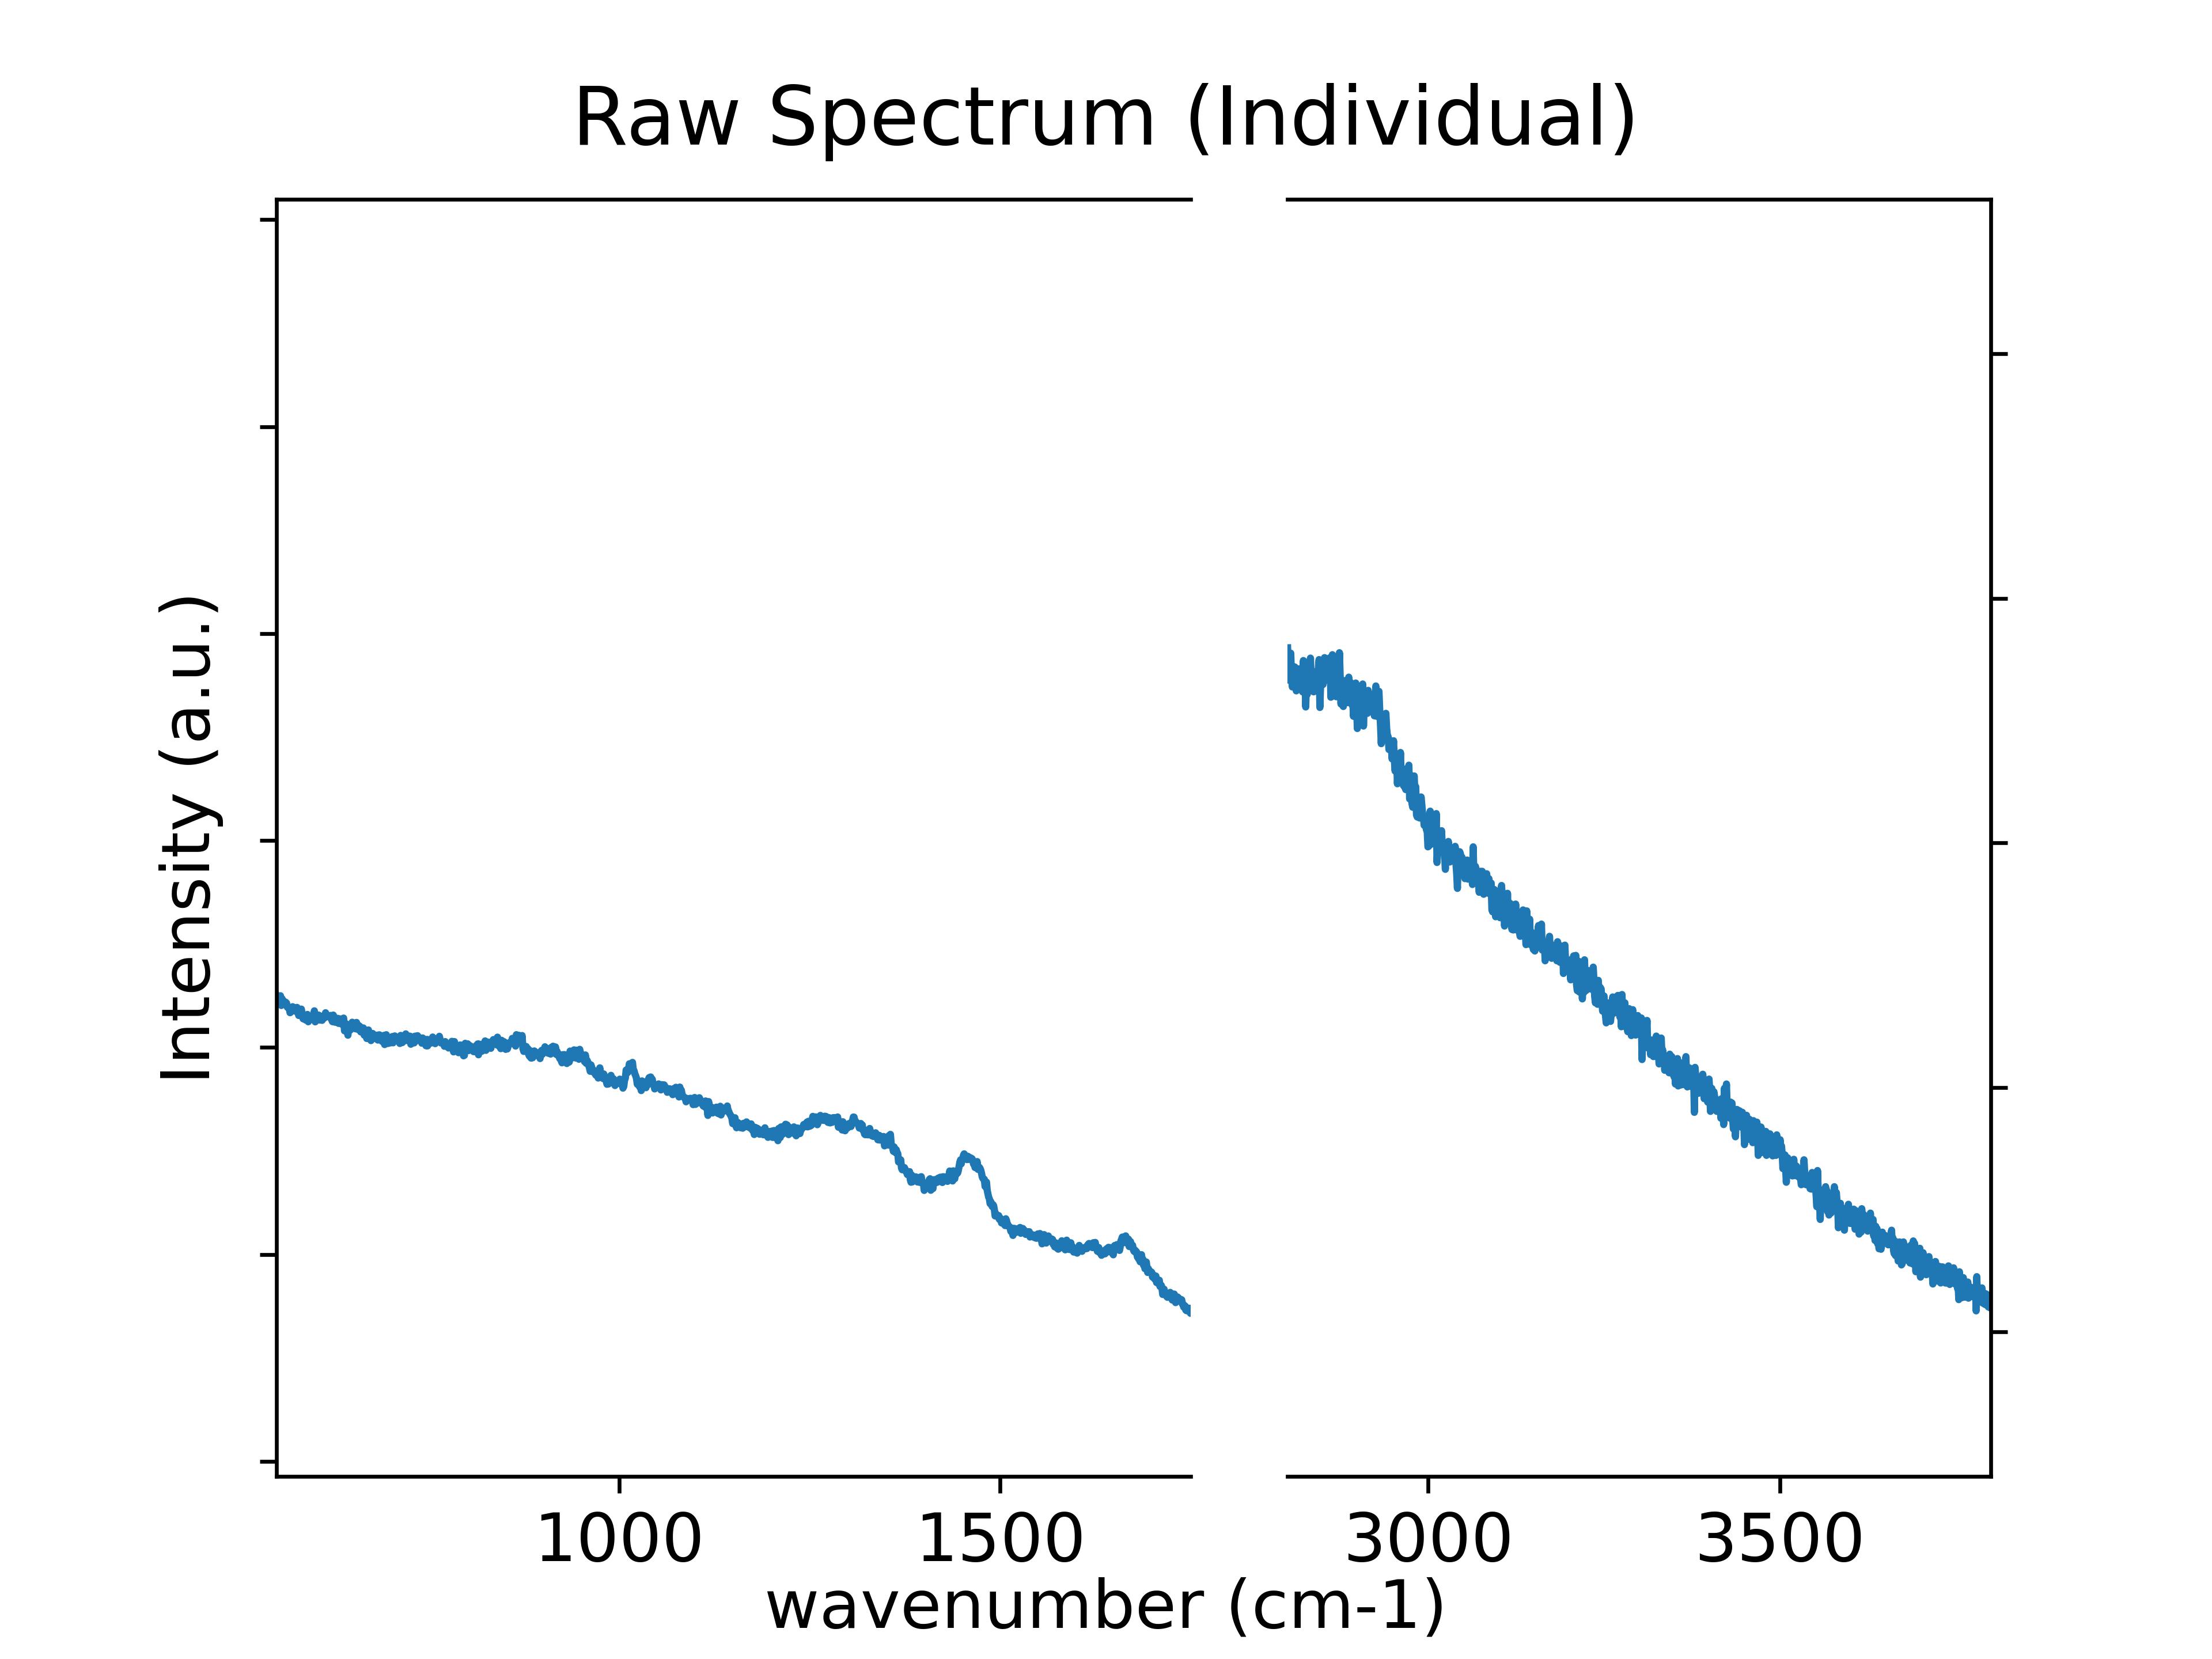 Raw Spectrum (Individual)
Intensity (a.u.)
1000 1500 3000 3500
wavenumber (cm-1)